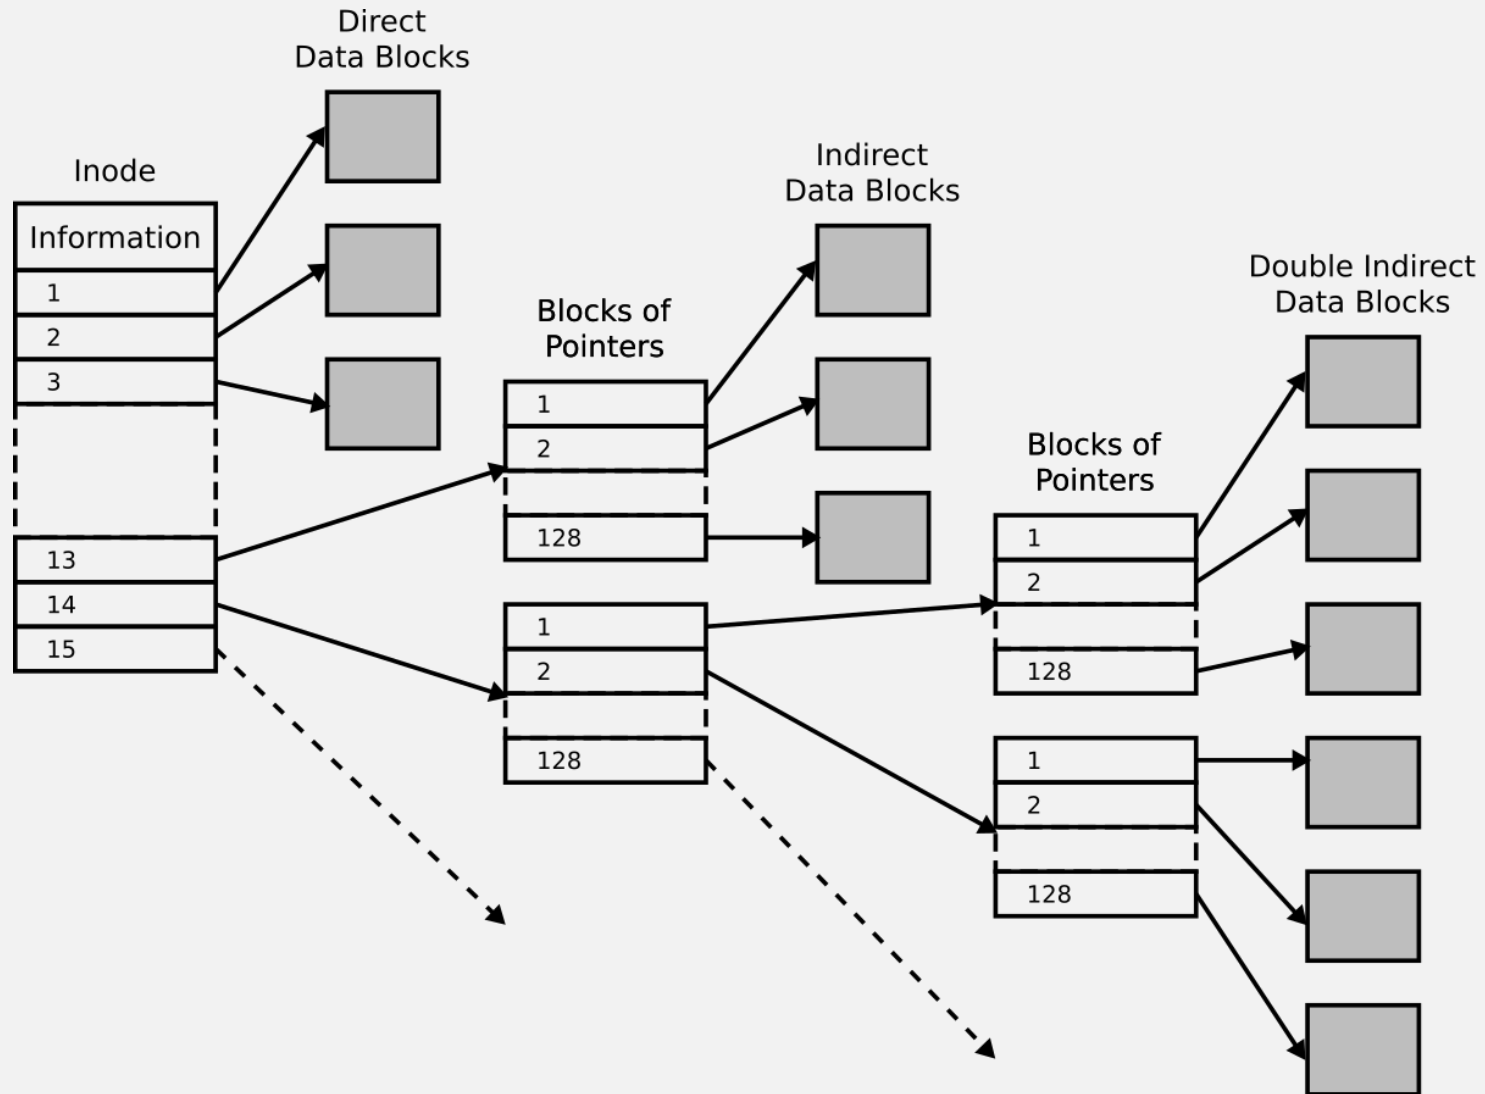 Direct
Data Blocks
Inode
Information
1
2
3
13
14
15
Blocks of
Pointers
1
2
128
1
2
128
Indirect
Data Blocks
Blocks of
Pointers
1
2
128
1
2
128
Double Indirect
Data Blocks